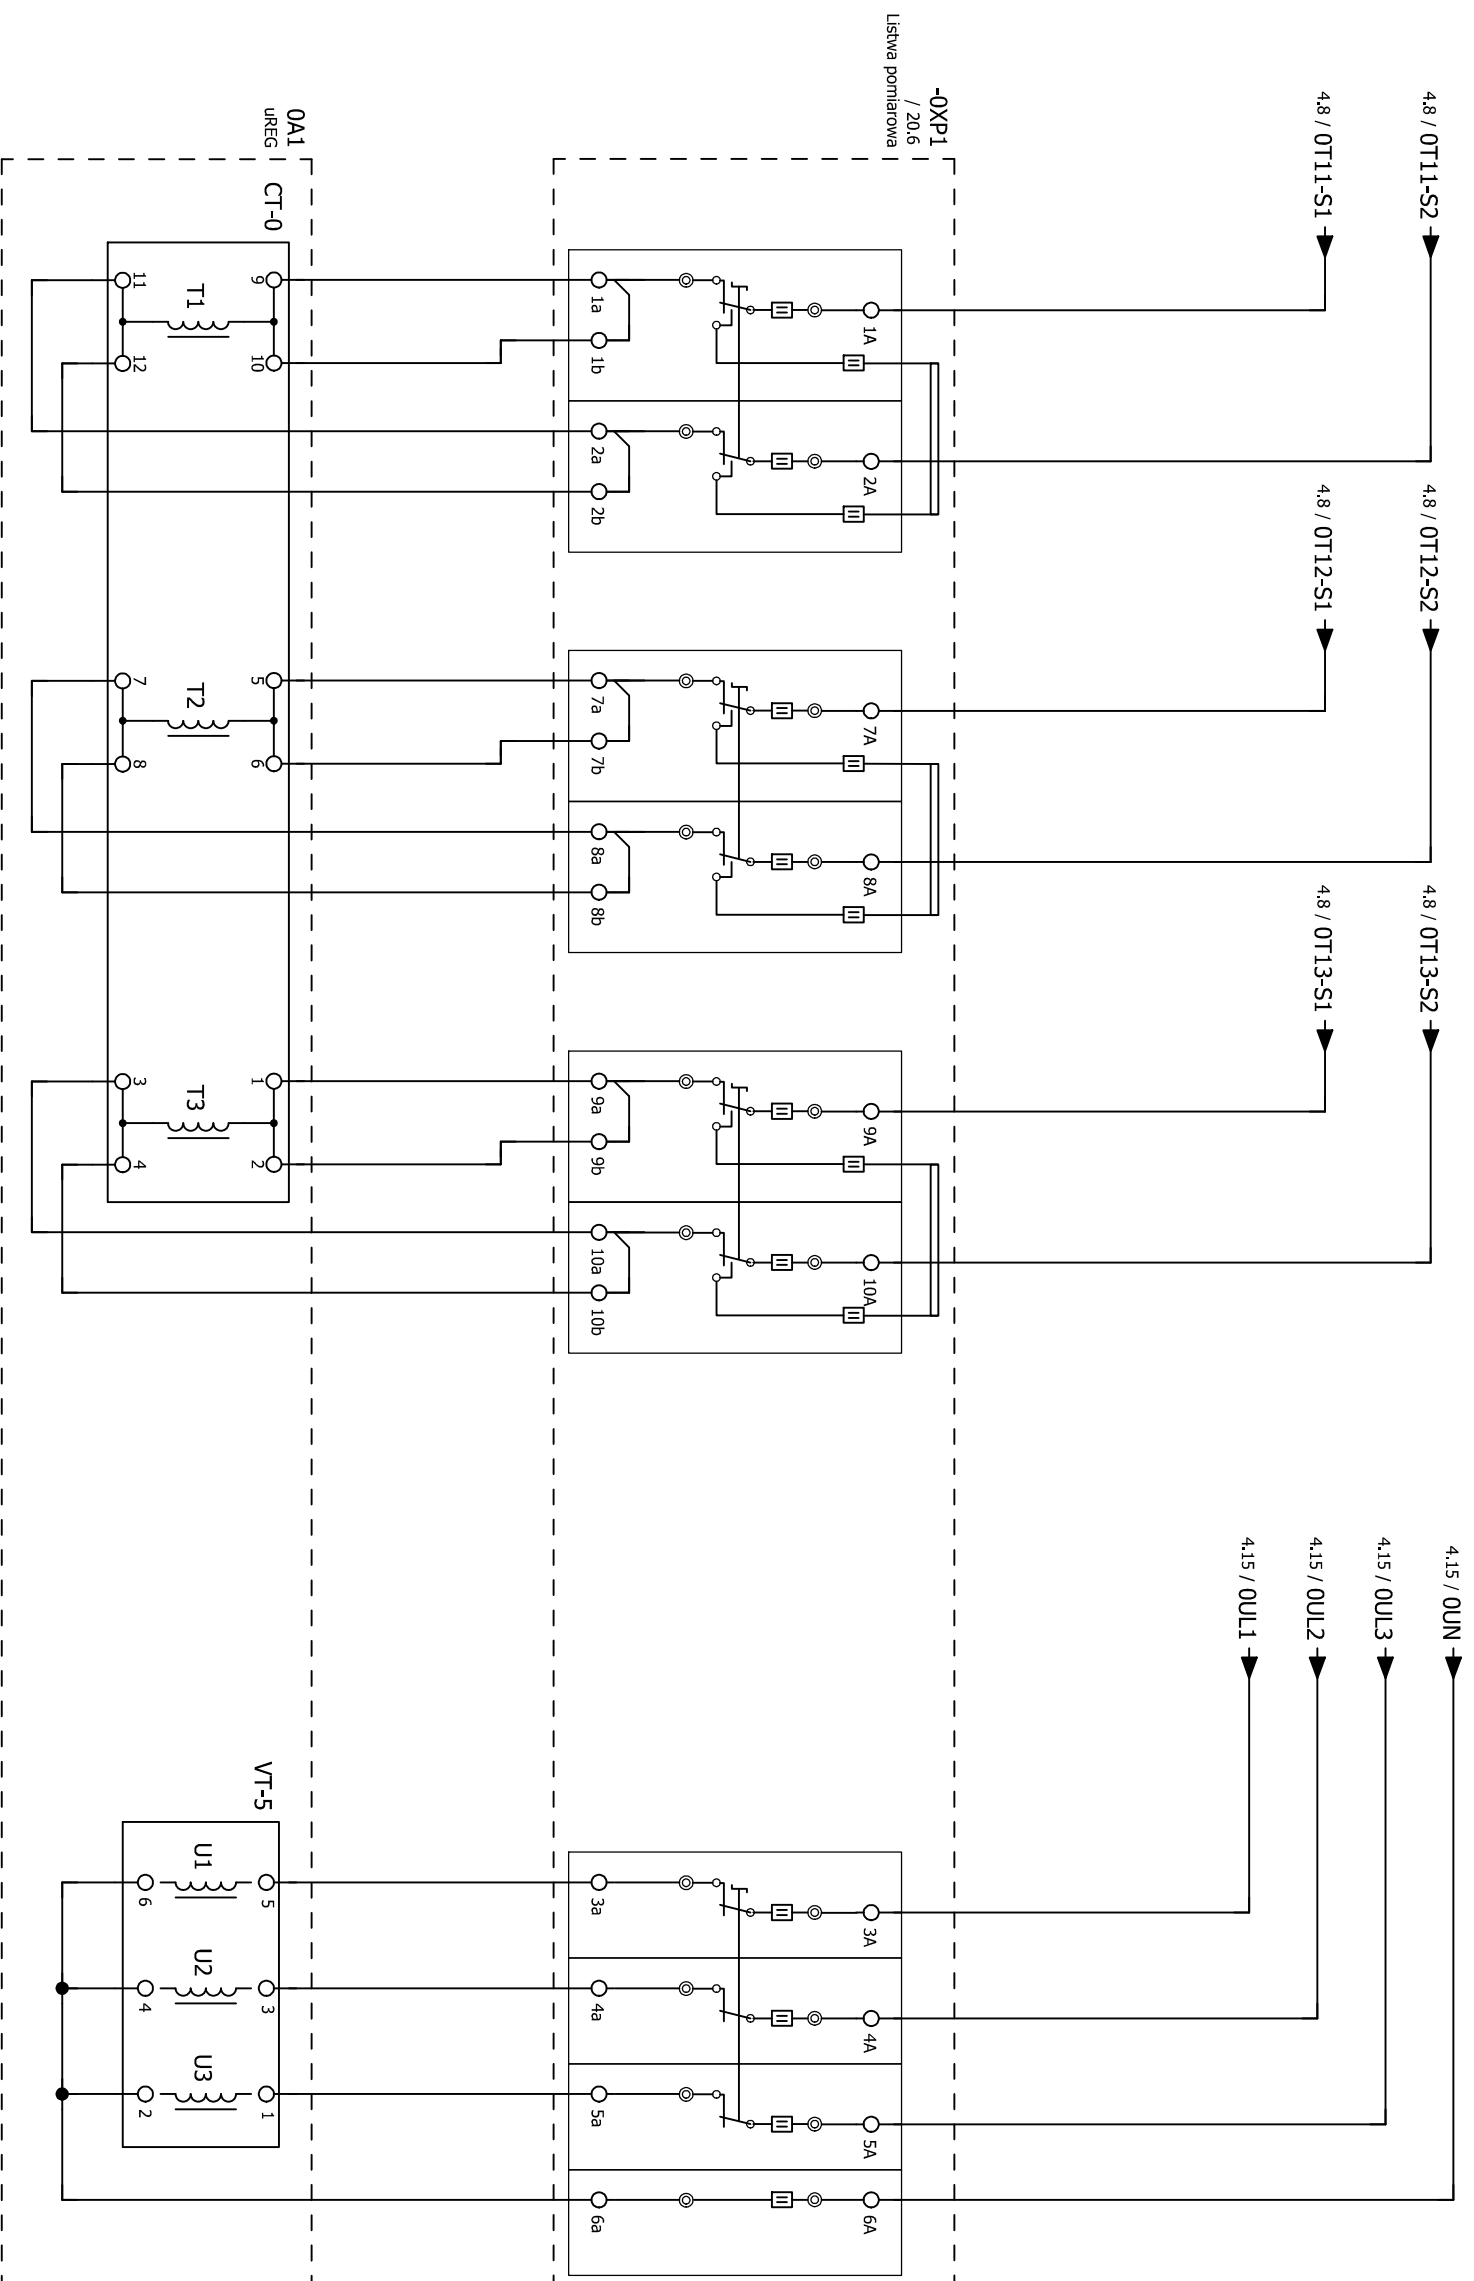 4.8 / 0T11-S2
4.8 / 0T11-S1
4.8 / 0T12-S2
4.8 / 0T12-S1
4.8 / 0T13-S2
4.8 / 0T13-S1
4.15 / 0UN
4.15 / 0UL3
4.15 / 0UL2
4.15 / 0UL1
-0XP1
/ 20.6
Listwa pomiarowa
1A
2A
7A
8A
9A
10A
3A
4A
5A
6A
1a
1b
2a
2b
7a
7b
8a
8b
9a
9b
10a
10b
3a
4a
5a
6a
0A1
uREG
CT-0
9
10
T1
11
12
5
6
T2
7
8
1
2
T3
3
4
VT-5
5
3
1
U1
U2
U3
6
4
2